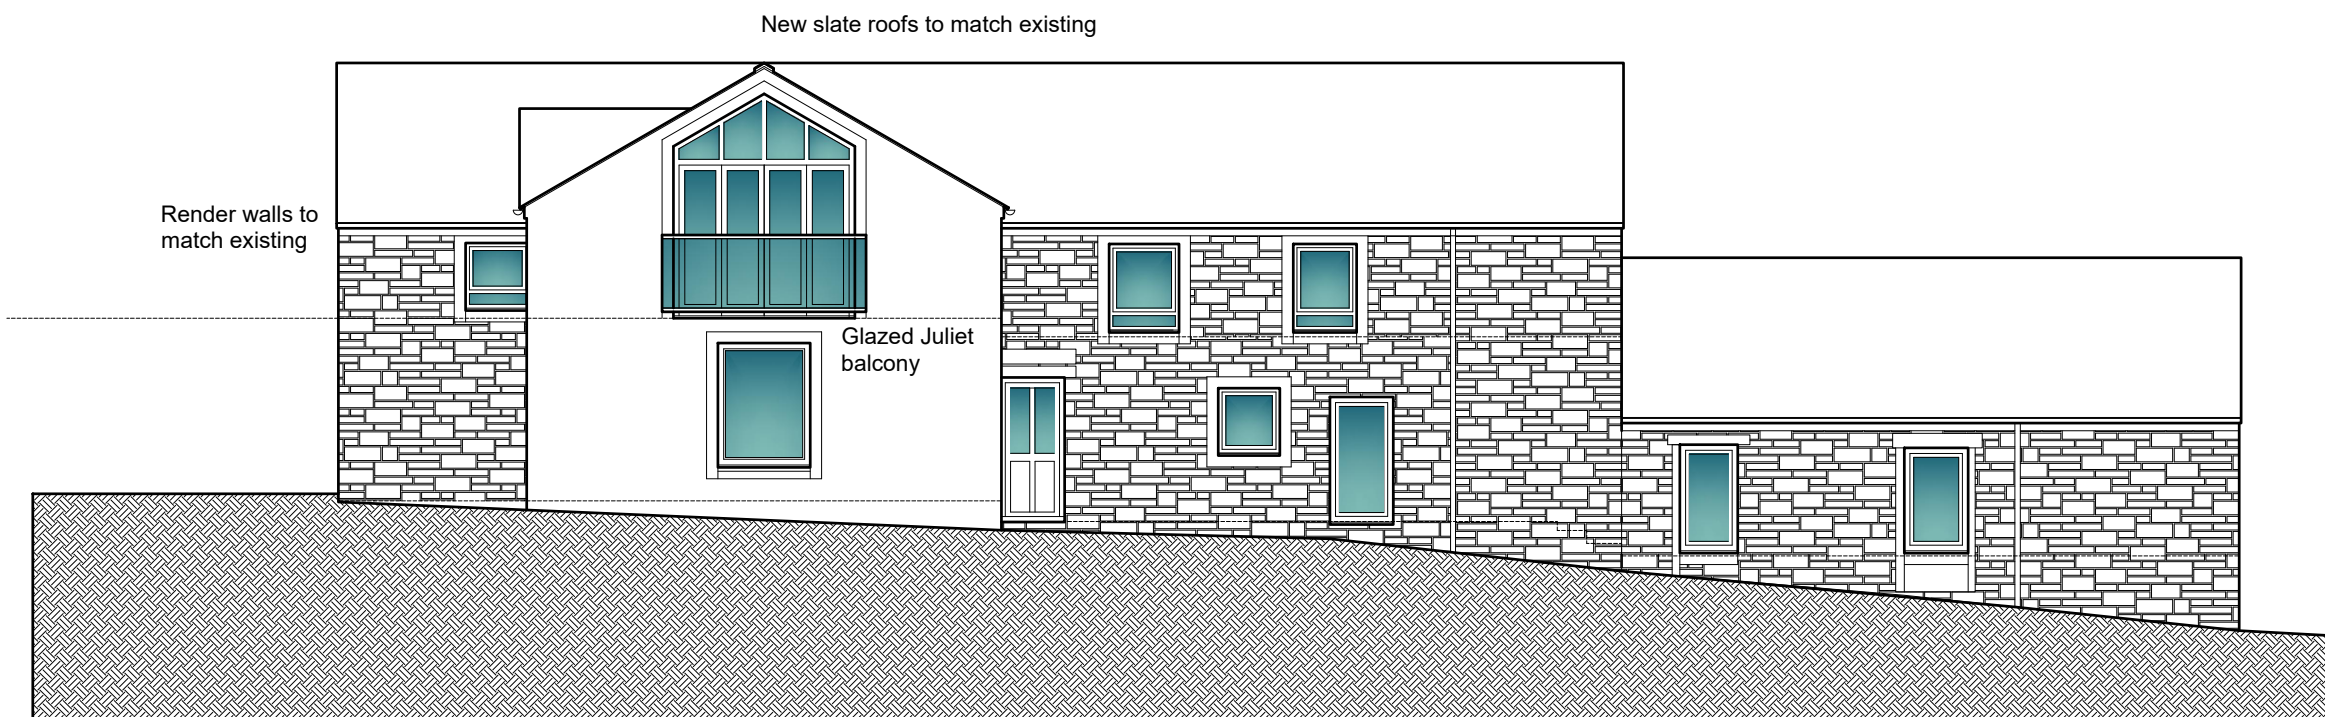 New slate roofs to match existing
Render walls to
match existing
Glazed Juliet
balcony